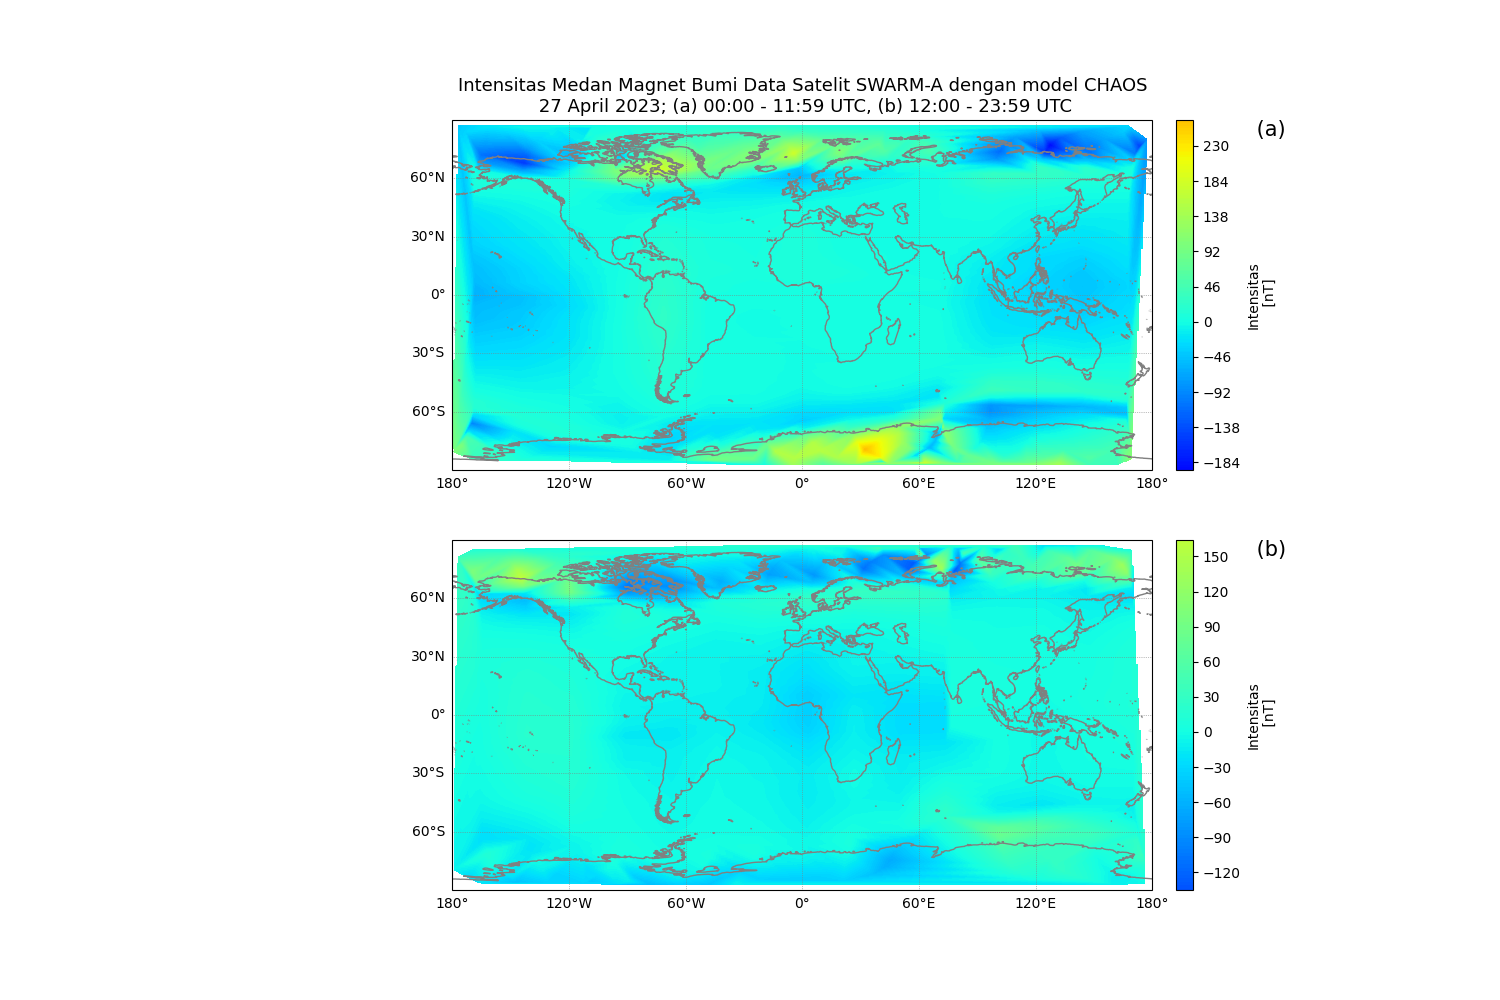 Intensitas Medan Magnet Bumi Data Satelit SWARM-A dengan model CHAOS
27 April 2023; (a) 00:00 - 11:59 UTC, (b) 12:00 - 23:59 UTC
(a)
60°N
30°N
0°
30°S
60°S
180° 120°W 60°W 0° 60°E 120°E 180°
230
184
138
92
46
0
−46
−92
−138
−184
Intensitas
[nT]
(b)
60°N
30°N
0°
30°S
60°S
180° 120°W 60°W 0° 60°E 120°E 180°
150
120
90
60
30
0
−30
−60
−90
−120
Intensitas
[nT]